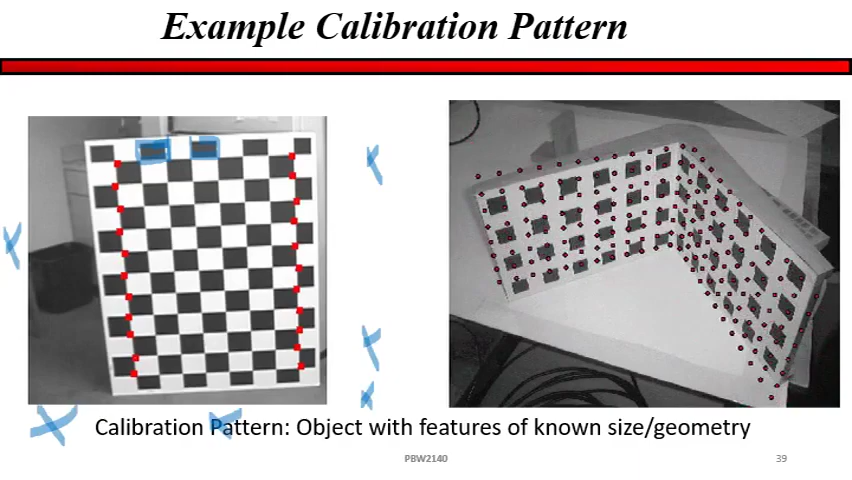 Example Calibration Pattern
Calibration Pattern: Object with features of known size/geometry
PBW2140
39